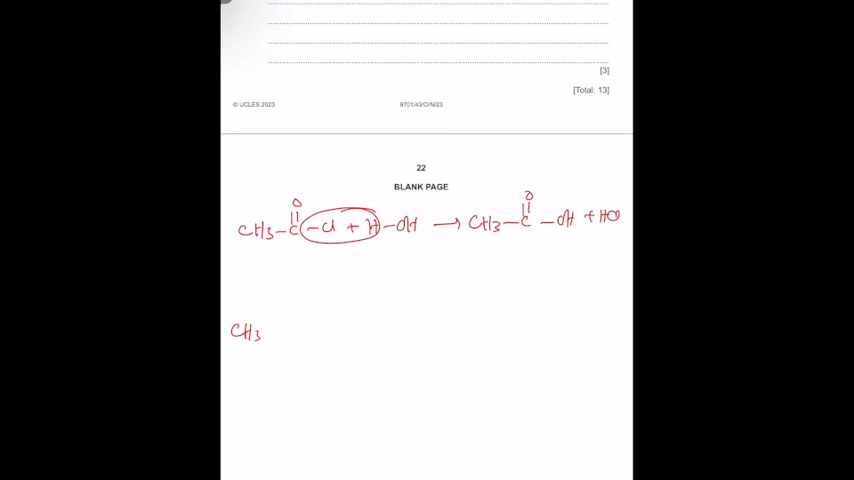 [3]
[Total: 13]
© UCLES 2023 9701/43/O/N/23
22
BLANK PAGE
O O
CH3-C-Cl + H-OH → CH3-C-OH + HCl
CH3